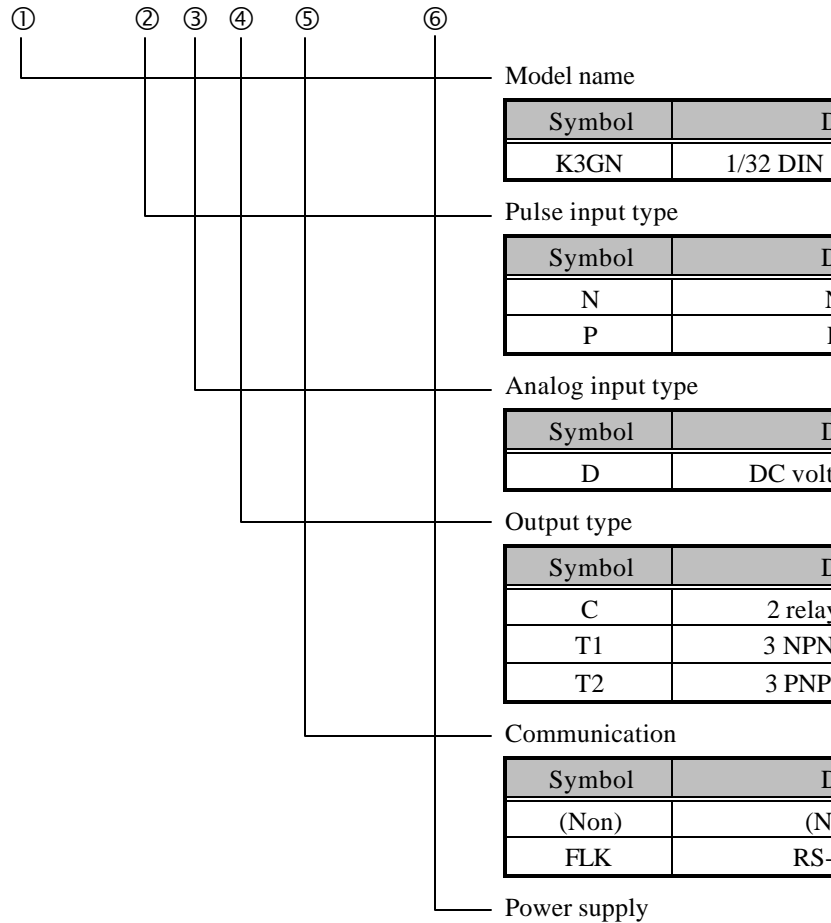 ① ② ③ ④ ⑤ ⑥
Model name
Symbol
K3GN 1/32 DIN
Pulse input type
Symbol
N
P
Analog input type
Symbol
D DC
Output type
Symbol
C 2
T1 3 NPN
T2 3 PNP
Communication
Symbol
(Non)
FLK RS-
Power supply